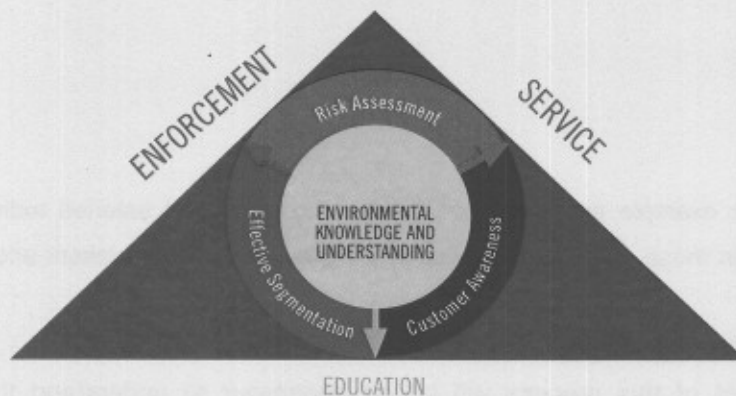 ENFORCEMENT
SERVICE
Risk Assessment
ENVIRONMENTAL
KNOWLEDGE AND
UNDERSTANDING
Effective Segmentation
Customer Awareness
EDUCATION